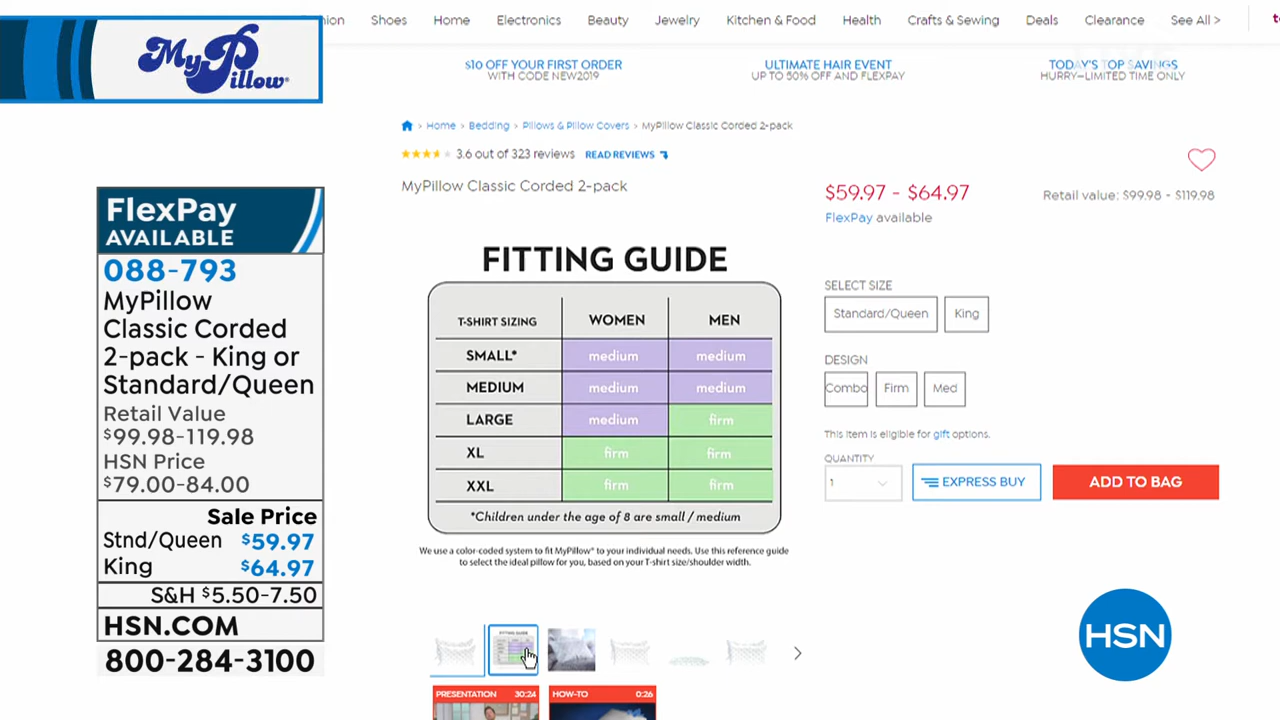 MyPillow®
Fashion Shoes Home Electronics Beauty Jewelry Kitchen & Food Health Crafts & Sewing Deals Clearance See All >
$10 OFF YOUR FIRST ORDER
WITH CODE NEW2019
ULTIMATE HAIR EVENT
UP TO 50% OFF AND FLEXPAY
TODAY'S TOP SAVINGS
HURRY—LIMITED TIME ONLY
Home > Bedding > Pillows & Pillow Covers > MyPillow Classic Corded 2-pack
3.6 out of 323 reviews READ REVIEWS
MyPillow Classic Corded 2-pack
$59.97 - $64.97
Retail value: $99.98 - $119.98
FlexPay available
FlexPay
AVAILABLE
088-793
MyPillow
Classic Corded
2-pack - King or
Standard/Queen
Retail Value
$99.98-119.98
HSN Price
$79.00-84.00
Sale Price
Stnd/Queen $59.97
King $64.97
S&H $5.50-7.50
HSN.COM
800-284-3100
FITTING GUIDE
T-SHIRT SIZING WOMEN MEN
SMALL* medium medium
MEDIUM medium medium
LARGE medium firm
XL firm firm
XXL firm firm
*Children under the age of 8 are small / medium
We use a color-coded system to fit MyPillow® to your individual needs. Use this reference guide
to select the ideal pillow for you, based on your T-shirt size/shoulder width.
SELECT SIZE
Standard/Queen King
DESIGN
Combo Firm Med
This item is eligible for gift options.
QUANTITY
1 EXPRESS BUY ADD TO BAG
FITTING GUIDE
PRESENTATION 30:24 HOW-TO 0:26
HSN